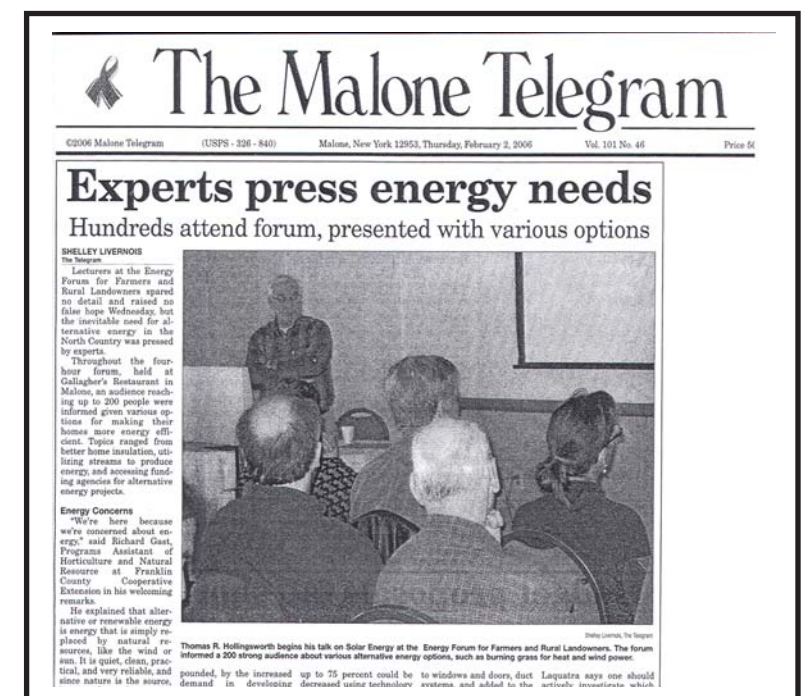 The Malone Telegram
©2006 Malone Telegram (USPS - 326 - 840) Malone, New York 12953, Thursday, February 2, 2006 Vol. 101 No. 46 Price
Experts press energy needs
Hundreds attend forum, presented with various options
SHELLEY LIVERNOIS
The Telegram
Lecturers at the Energy
Forum for Farmers and
Rural Landowners spared
no detail and raised no
false hope Wednesday, but
the inevitable need for al-
ternative energy in the
North Country was pressed
by experts.
Throughout the four-
hour forum, held at
Gallagher's Restaurant in
Malone, an audience reach-
ing up to 200 people were
informed given various op-
tions for making their
homes more energy effi-
cient. Topics ranged from
better home insulation, uti-
lizing streams to produce
energy, and accessing fund-
ing agencies for alternative
energy projects.
Energy Concerns
"We're here because
we're concerned about en-
ergy," said Richard Gast,
Programs Assistant of
Horticulture and Natural
Resource at Franklin
County Cooperative
Extension in his welcoming
remarks.
He explained that alter-
native or renewable energy
is energy that is simply re-
placed by natural re-
sources, like the wind or
sun. It is quiet, clean, prac-
tical, and very reliable, and
since nature is the source,
Shelley Livernois, The Telegram
Thomas R. Hollingsworth begins his talk on Solar Energy at the Energy Forum for Farmers and Rural Landowners. The forum
informed a 200 strong audience about various alternative energy options, such as burning grass for heat and wind power.
pounded, by the increased
demand in developing
up to 75 percent could be
decreased using technology
to windows and doors, duct
systems, and added to the
Laquatra says one should
actively investigate which